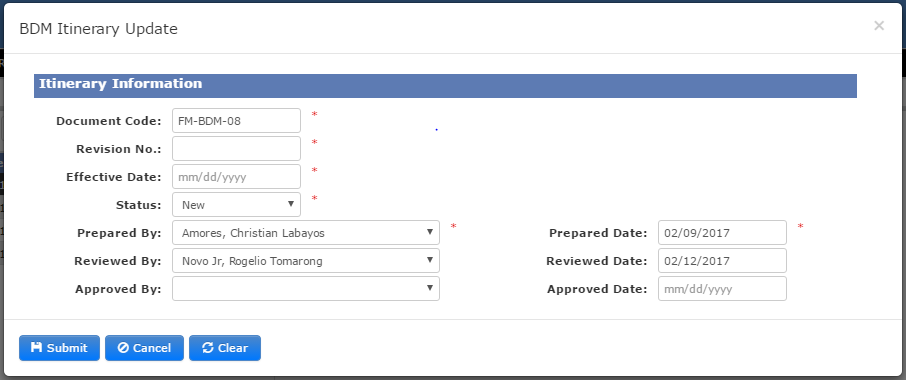 BDM Itinerary Update ×
Itinerary Information
Document Code: FM-BDM-08 *
Revision No.: *
Effective Date: mm/dd/yyyy *
Status: New *
Prepared By: Amores, Christian Labayos * Prepared Date: 02/09/2017 *
Reviewed By: Novo Jr, Rogelio Tomarong Reviewed Date: 02/12/2017
Approved By: Approved Date: mm/dd/yyyy
Submit Cancel Clear